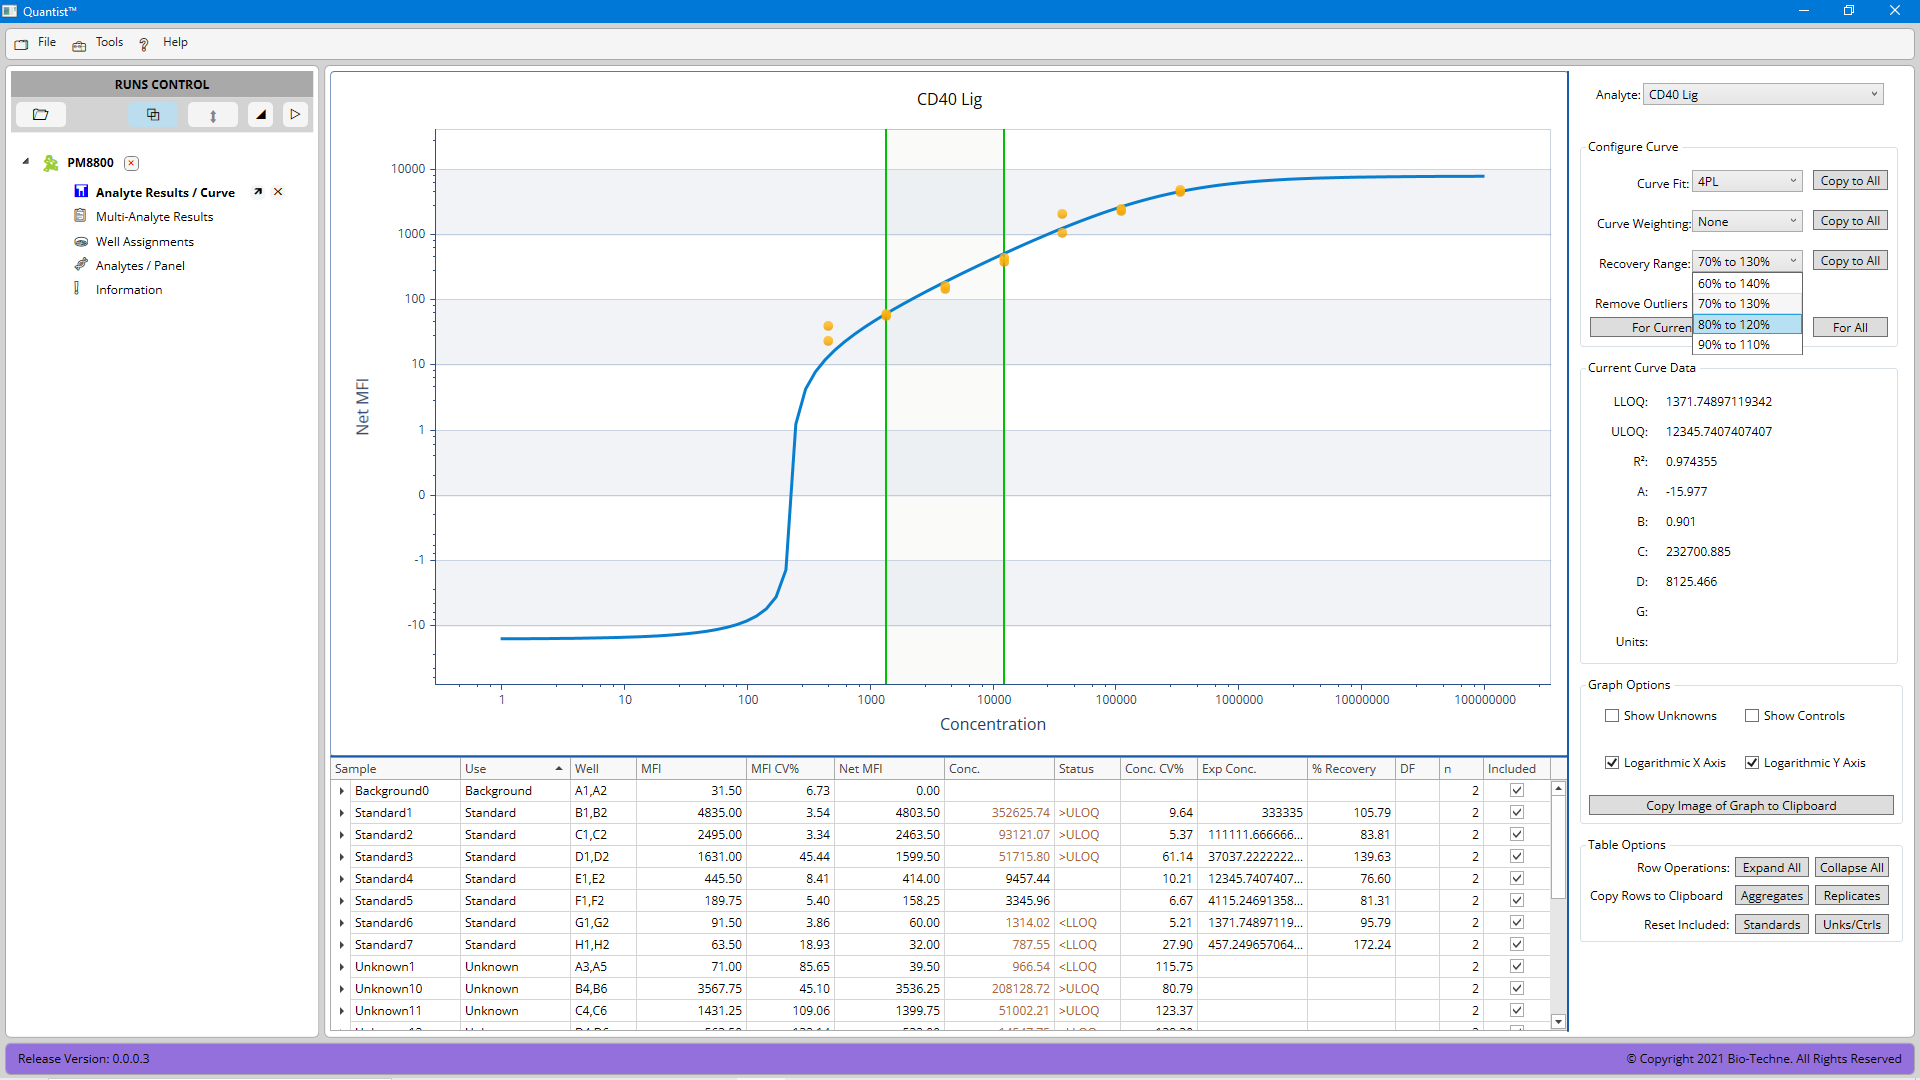 Quantist™
File Tools Help
RUNS CONTROL
PM8800
Analyte Results / Curve
Multi-Analyte Results
Well Assignments
Analytes / Panel
Information
CD40 Lig
10000
1000
100
10
1
0
-1
-10
Net MFI
1 10 100 1000 10000 100000 1000000 10000000 100000000
Concentration
Analyte: CD40 Lig
Configure Curve
Curve Fit: 4PL Copy to All
Curve Weighting: None Copy to All
Recovery Range: 70% to 130% Copy to All
60% to 140%
Remove Outliers 70% to 130%
For Curren 80% to 120% For All
90% to 110%
Current Curve Data
LLOQ: 1371.74897119342
ULOQ: 12345.7407407407
R²: 0.974355
A: -15.977
B: 0.901
C: 232700.885
D: 8125.466
G:
Units:
Graph Options
Show Unknowns Show Controls
Logarithmic X Axis Logarithmic Y Axis
Copy Image of Graph to Clipboard
Table Options
Row Operations: Expand All Collapse All
Copy Rows to Clipboard Aggregates Replicates
Reset Included: Standards Unks/Ctrls
Sample Use Well MFI MFI CV% Net MFI Conc. Status Conc. CV% Exp Conc. % Recovery DF n Included
Background0 Background A1,A2 31.50 6.73 0.00 2
Standard1 Standard B1,B2 4835.00 3.54 4803.50 352625.74 >ULOQ 9.64 333335 105.79 2
Standard2 Standard C1,C2 2495.00 3.34 2463.50 93121.07 >ULOQ 5.37 111111.666666... 83.81 2
Standard3 Standard D1,D2 1631.00 45.44 1599.50 51715.80 >ULOQ 61.14 37037.2222222... 139.63 2
Standard4 Standard E1,E2 445.50 8.41 414.00 9457.44 10.21 12345.7407407... 76.60 2
Standard5 Standard F1,F2 189.75 5.40 158.25 3345.96 6.67 4115.24691358... 81.31 2
Standard6 Standard G1,G2 91.50 3.86 60.00 1314.02 <LLOQ 5.21 1371.74897119... 95.79 2
Standard7 Standard H1,H2 63.50 18.93 32.00 787.55 <LLOQ 27.90 457.249657064... 172.24 2
Unknown1 Unknown A3,A5 71.00 85.65 39.50 966.54 <LLOQ 115.75 2
Unknown10 Unknown B4,B6 3567.75 45.10 3536.25 208128.72 >ULOQ 80.79 2
Unknown11 Unknown C4,C6 1431.25 109.06 1399.75 51002.21 >ULOQ 123.37 2
Release Version: 0.0.0.3
© Copyright 2021 Bio-Techne. All Rights Reserved